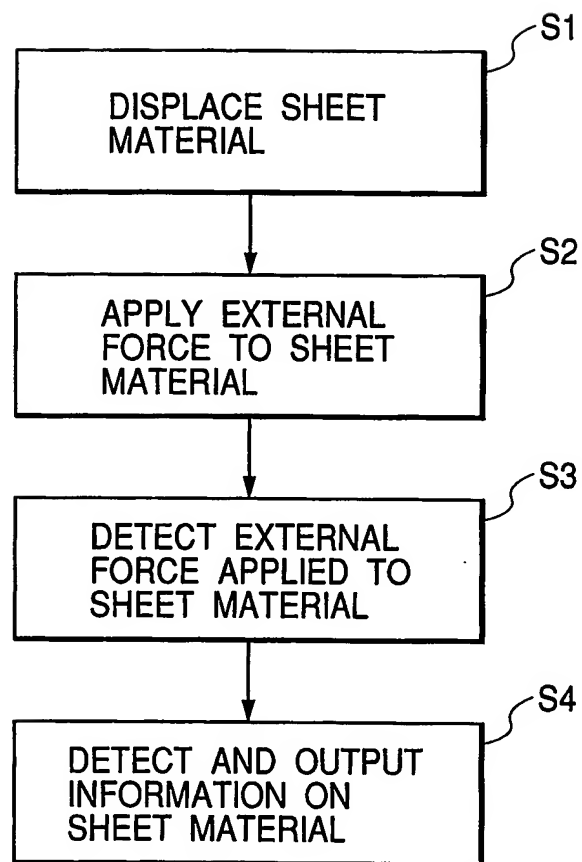 S1
DISPLACE SHEET
MATERIAL
S2
APPLY EXTERNAL
FORCE TO SHEET
MATERIAL
S3
DETECT EXTERNAL
FORCE APPLIED TO
SHEET MATERIAL
S4
DETECT AND OUTPUT
INFORMATION ON
SHEET MATERIAL